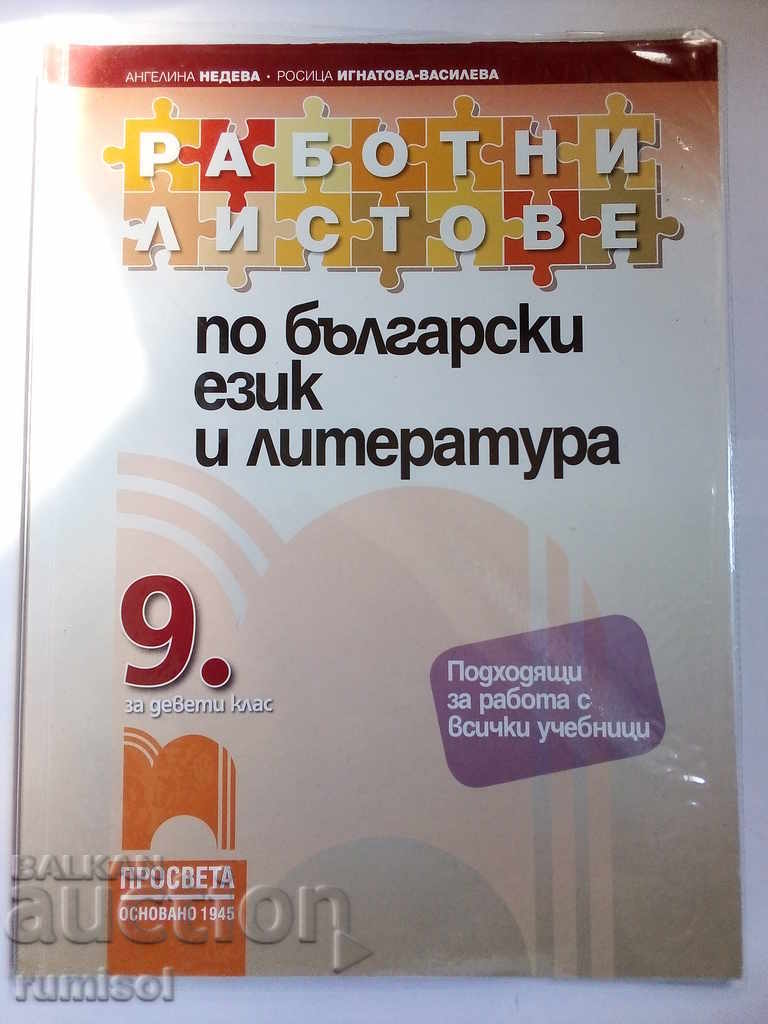 АНГЕЛИНА НЕДЕВА · РОСИЦА ИГНАТОВА-ВАСИЛЕВА
РАБОТНИ
ЛИСТОВЕ
по български
език
и литература
9.
за девети клас
Подходящи
за работа с
всички учебници
ПРОСВЕТА
ОСНОВАНО 1945
BALKAN
auction
rumisol